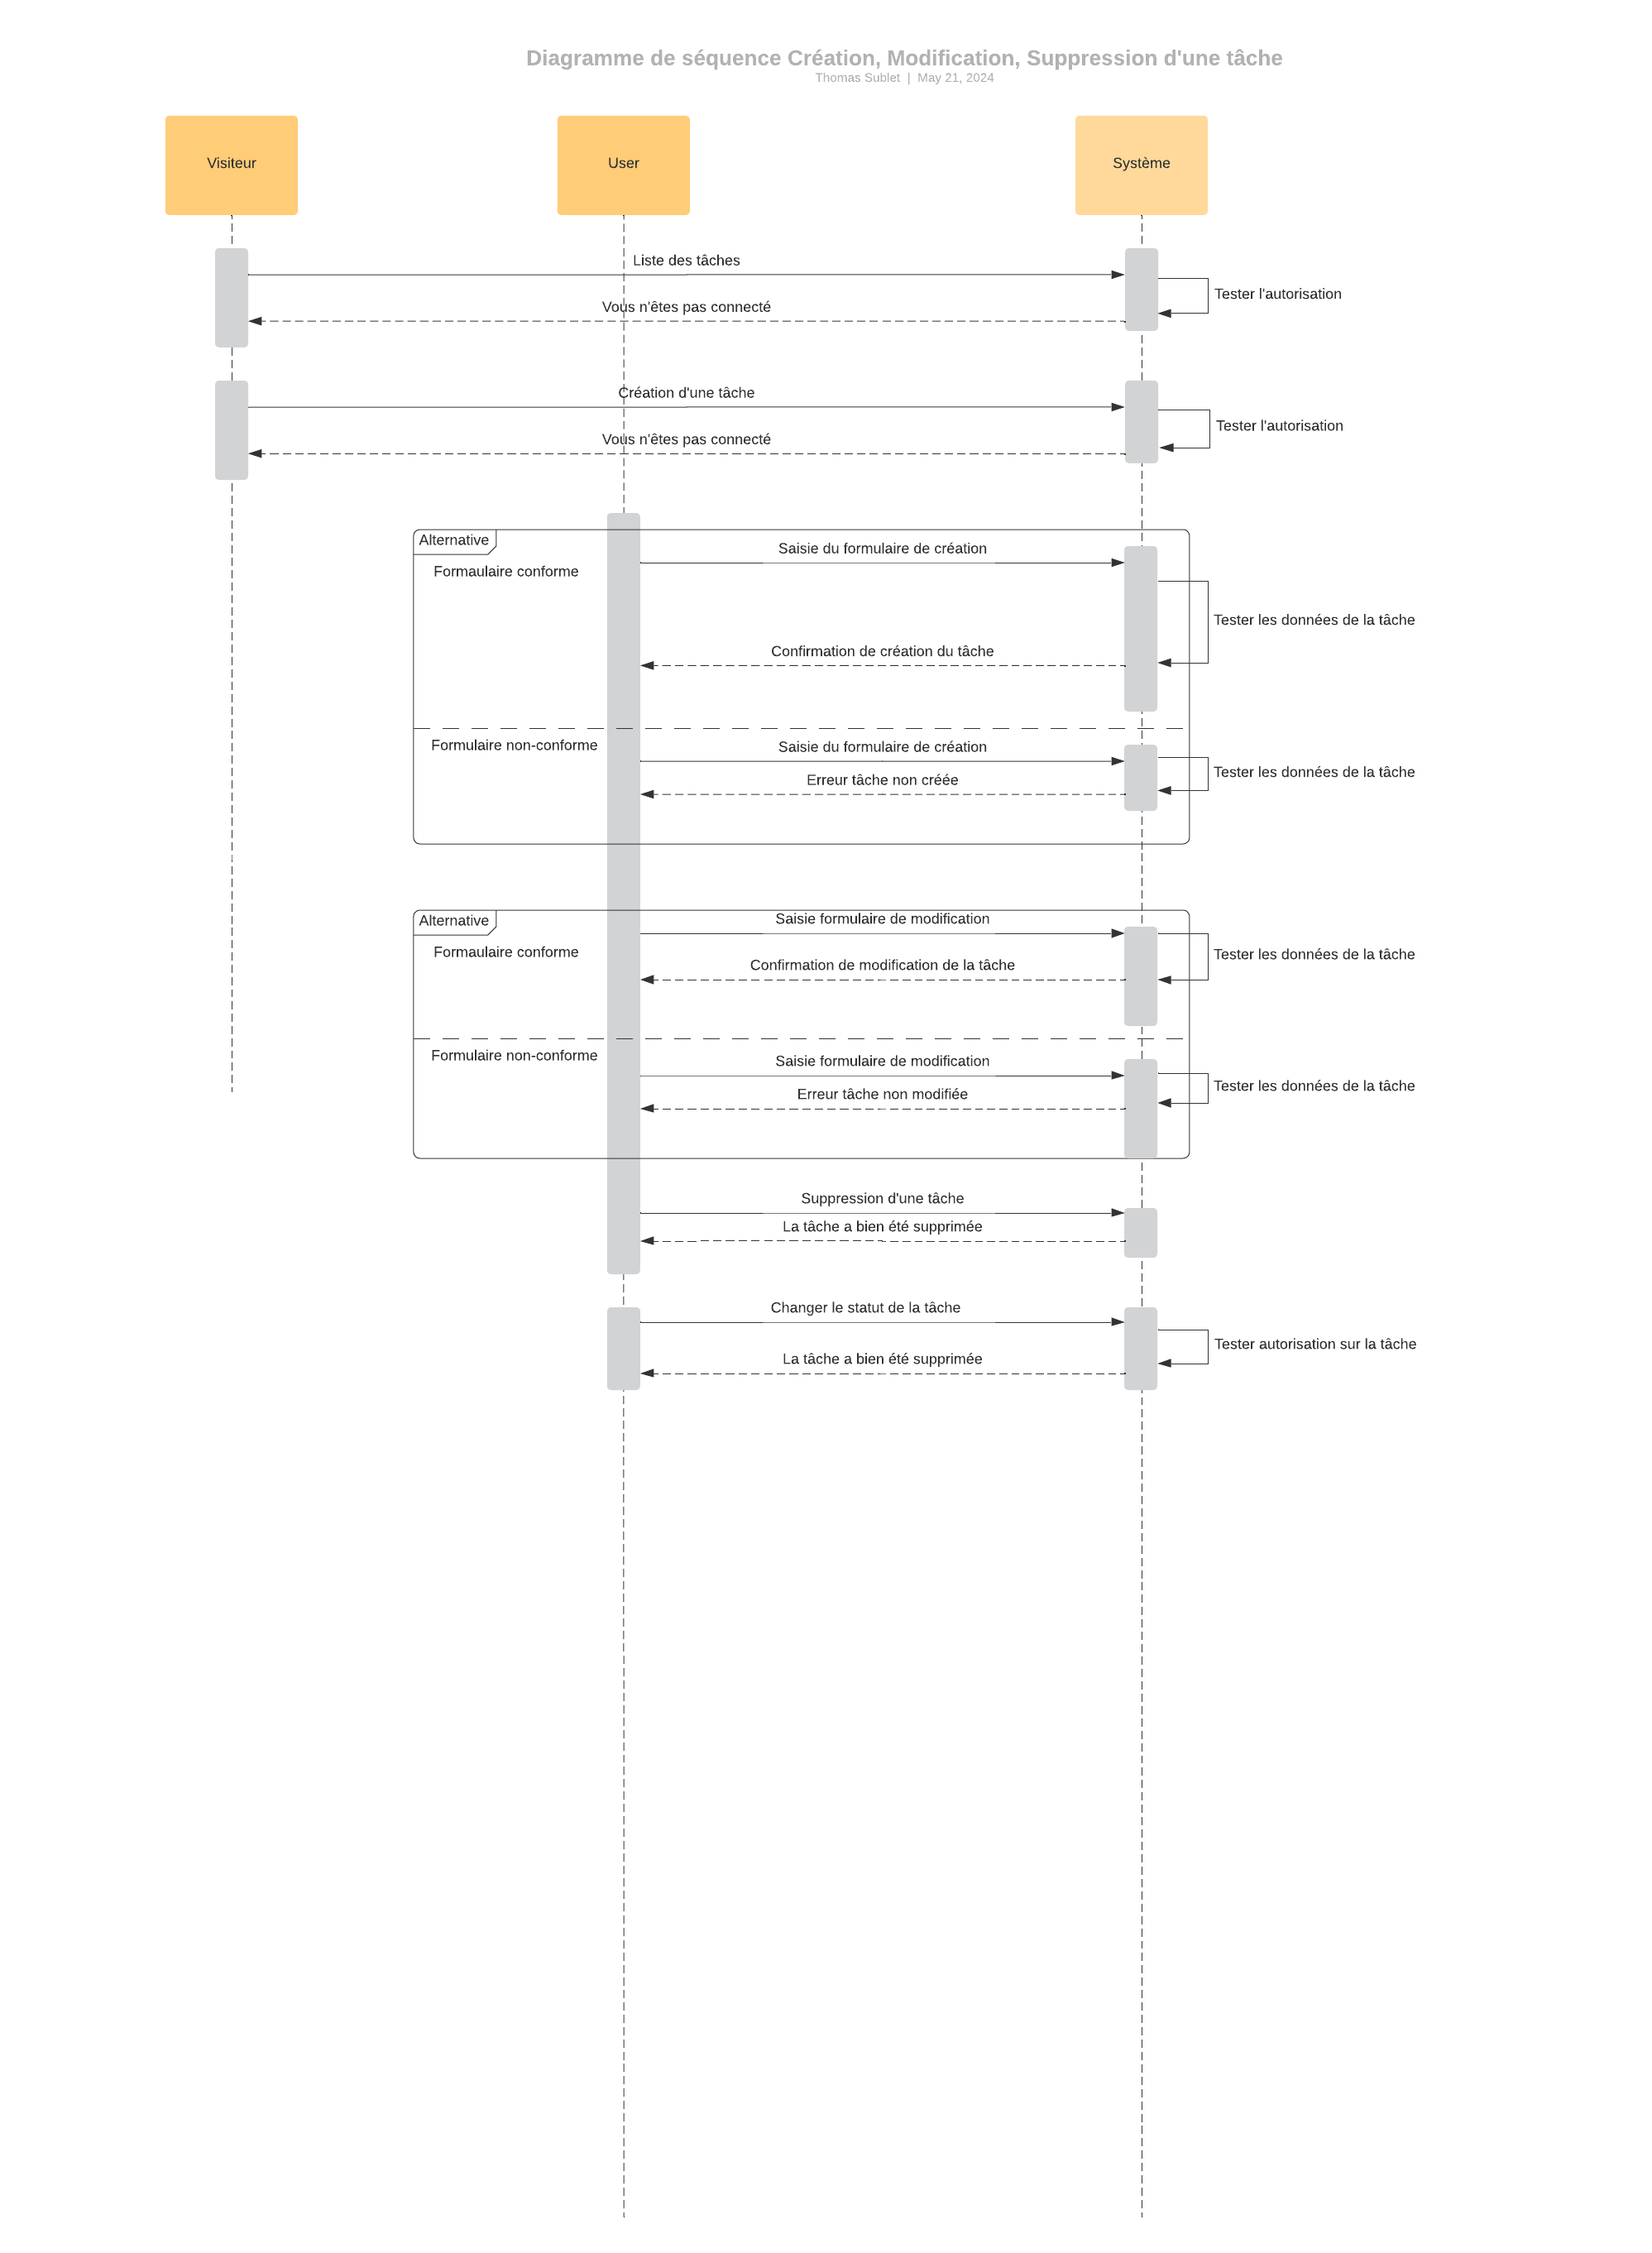 Diagramme de séquence Création, Modification, Suppression d'une tâche
Thomas Sublet | May 21, 2024
Visiteur
User
Système
Liste des tâches
Tester l'autorisation
Vous n'êtes pas connecté
Création d'une tâche
Tester l'autorisation
Vous n'êtes pas connecté
Alternative
Saisie du formulaire de création
Formaulaire conforme
Tester les données de la tâche
Confirmation de création du tâche
Formulaire non-conforme
Saisie du formulaire de création
Tester les données de la tâche
Erreur tâche non créée
Alternative
Saisie formulaire de modification
Formaulaire conforme
Tester les données de la tâche
Confirmation de modification de la tâche
Formulaire non-conforme
Saisie formulaire de modification
Tester les données de la tâche
Erreur tâche non modifiée
Suppression d'une tâche
La tâche a bien été supprimée
Changer le statut de la tâche
Tester autorisation sur la tâche
La tâche a bien été supprimée